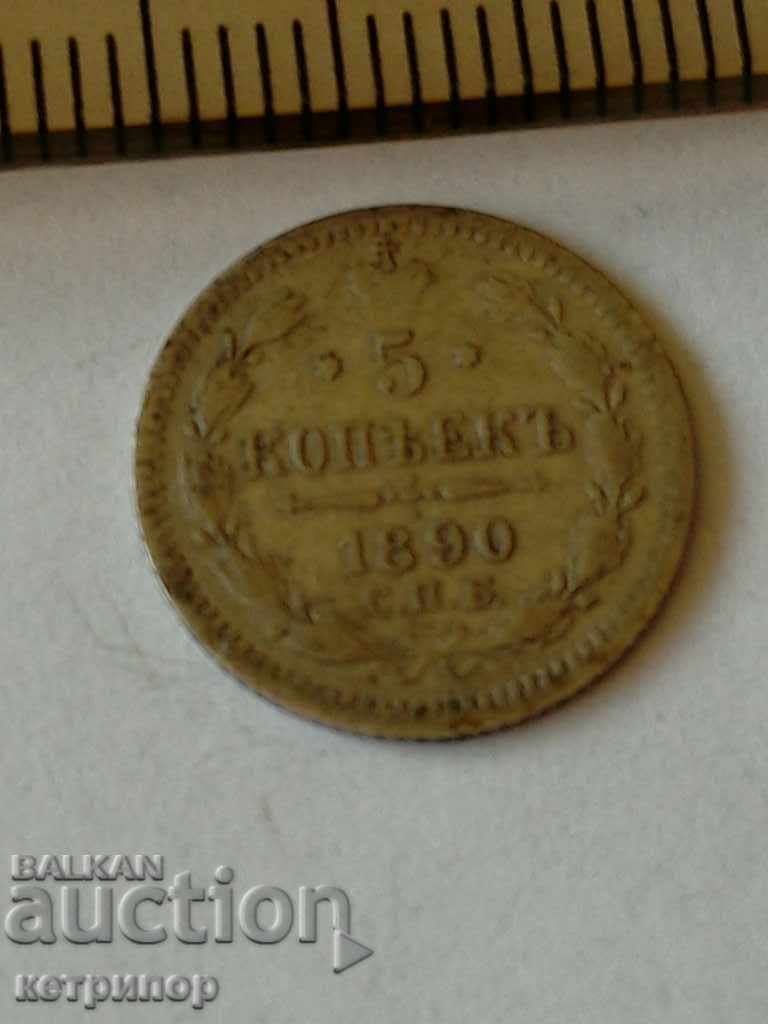 5
КОПѢЕКЪ
1890
С.П.Б.
BALKAN
auction
кетрипор